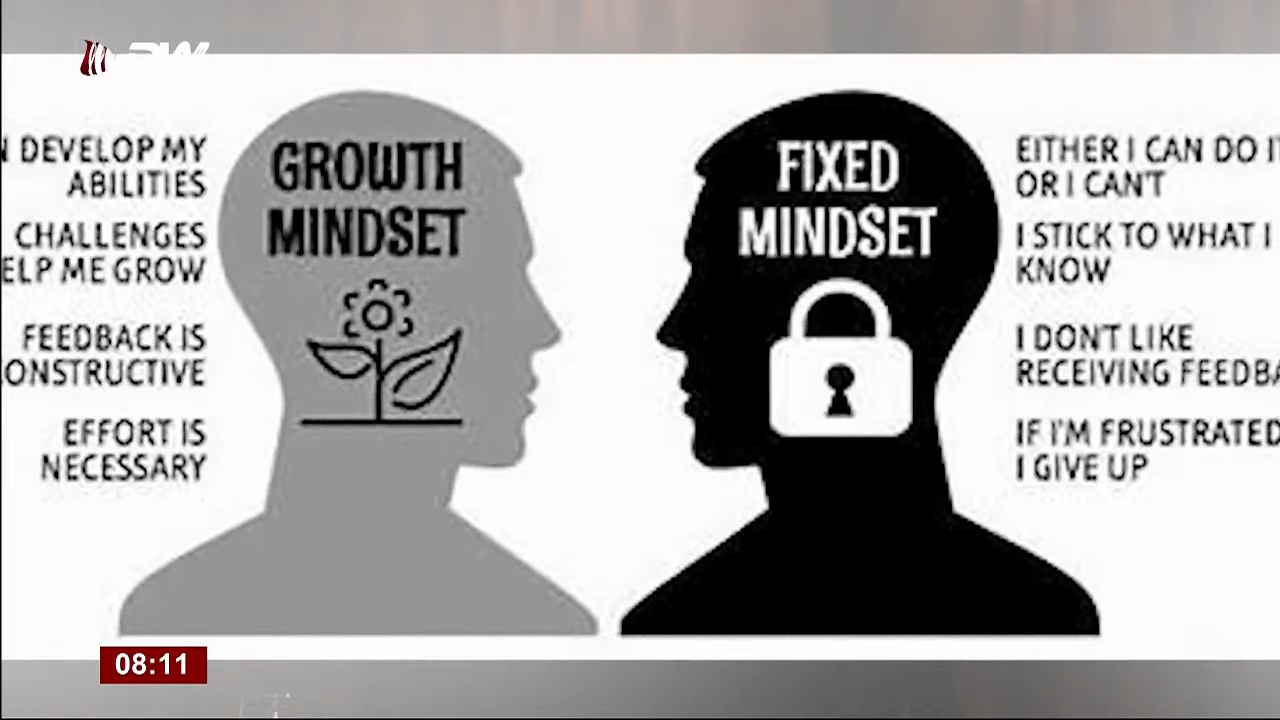 DEVELOP MY
ABILITIES
CHALLENGES
ELP ME GROW
FEEDBACK IS
ONSTRUCTIVE
EFFORT IS
NECESSARY
GROWTH
MINDSET
FIXED
MINDSET
EITHER I CAN DO I
OR I CAN'T
I STICK TO WHAT I
KNOW
I DON'T LIKE
RECEIVING FEEDBA
IF I'M FRUSTRATED
I GIVE UP
08:11